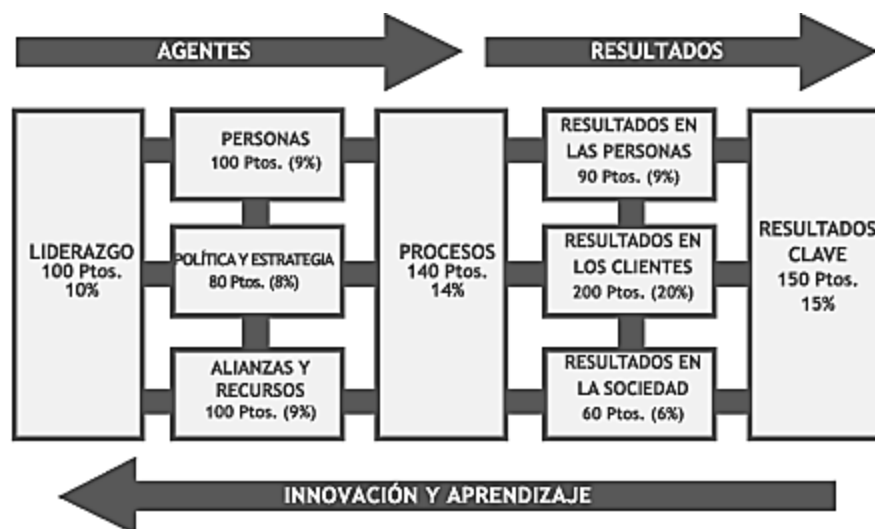 AGENTES
RESULTADOS
LIDERAZGO
100 Ptos.
10%
PERSONAS
100 Ptos. (9%)
POLÍTICA Y ESTRATEGIA
80 Ptos. (8%)
ALIANZAS Y
RECURSOS
100 Ptos. (9%)
PROCESOS
140 Ptos.
14%
RESULTADOS EN
LAS PERSONAS
90 Ptos. (9%)
RESULTADOS EN
LOS CLIENTES
200 Ptos. (20%)
RESULTADOS EN
LA SOCIEDAD
60 Ptos. (6%)
RESULTADOS
CLAVE
150 Ptos.
15%
INNOVACIÓN Y APRENDIZAJE